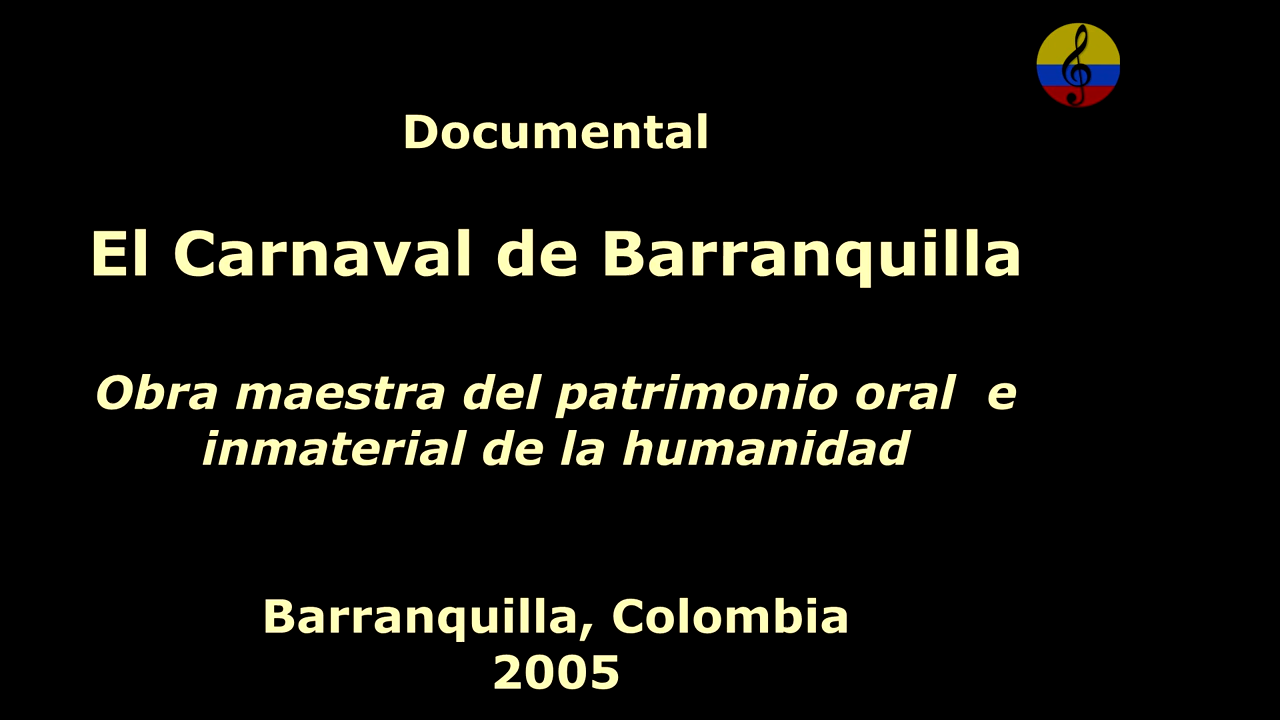 Documental
El Carnaval de Barranquilla
Obra maestra del patrimonio oral  e
inmaterial de la humanidad
Barranquilla, Colombia
2005